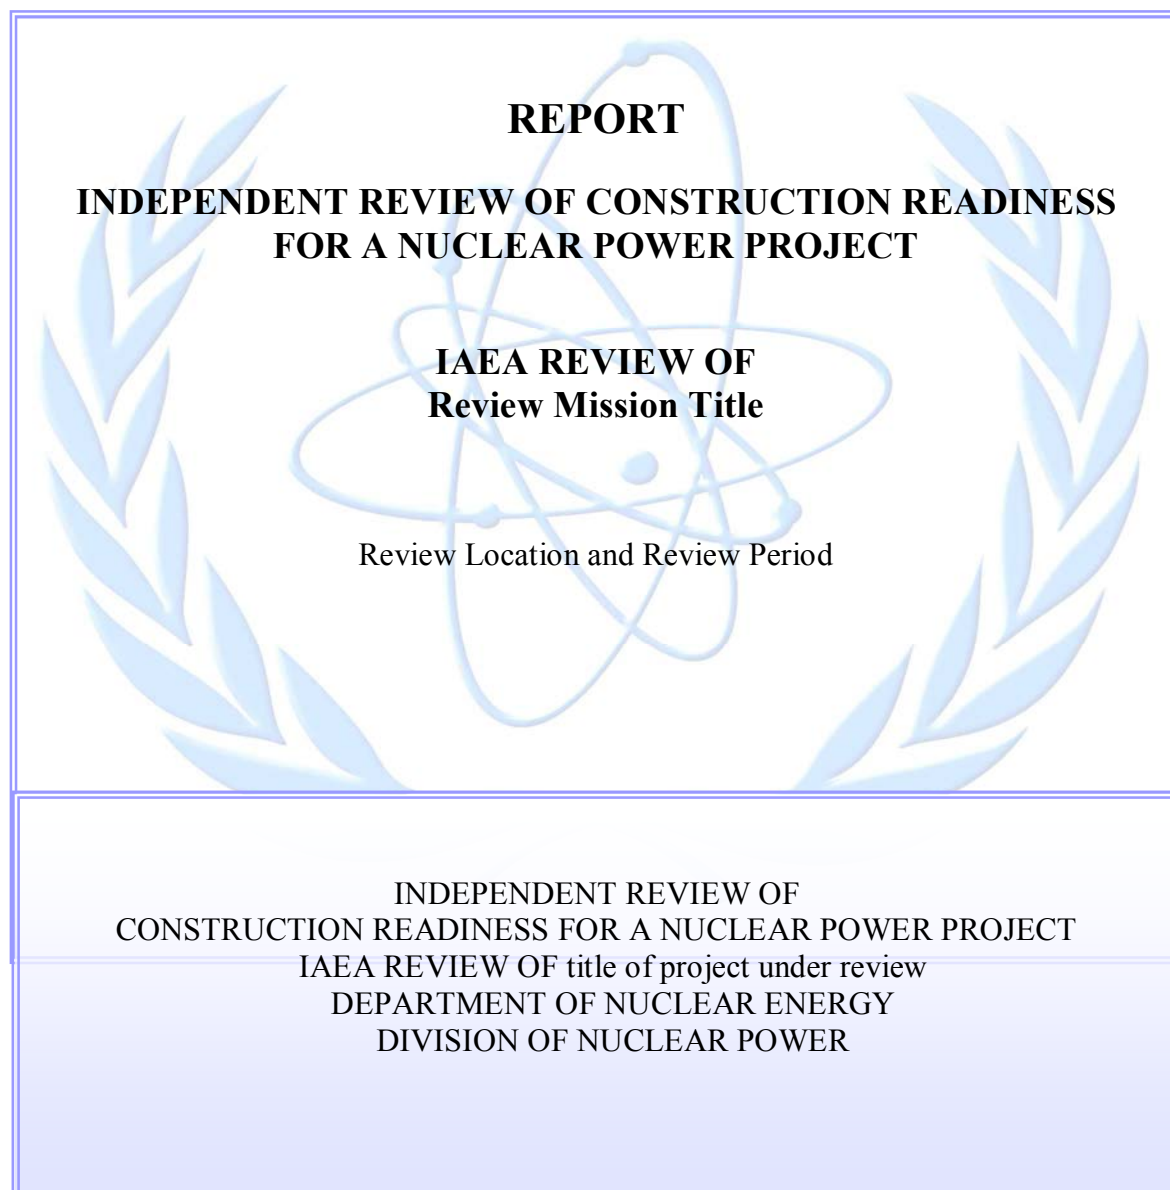 REPORT
INDEPENDENT REVIEW OF CONSTRUCTION READINESS
FOR A NUCLEAR POWER PROJECT
IAEA REVIEW OF
Review Mission Title
Review Location and Review Period
INDEPENDENT REVIEW OF
CONSTRUCTION READINESS FOR A NUCLEAR POWER PROJECT
IAEA REVIEW OF title of project under review
DEPARTMENT OF NUCLEAR ENERGY
DIVISION OF NUCLEAR POWER